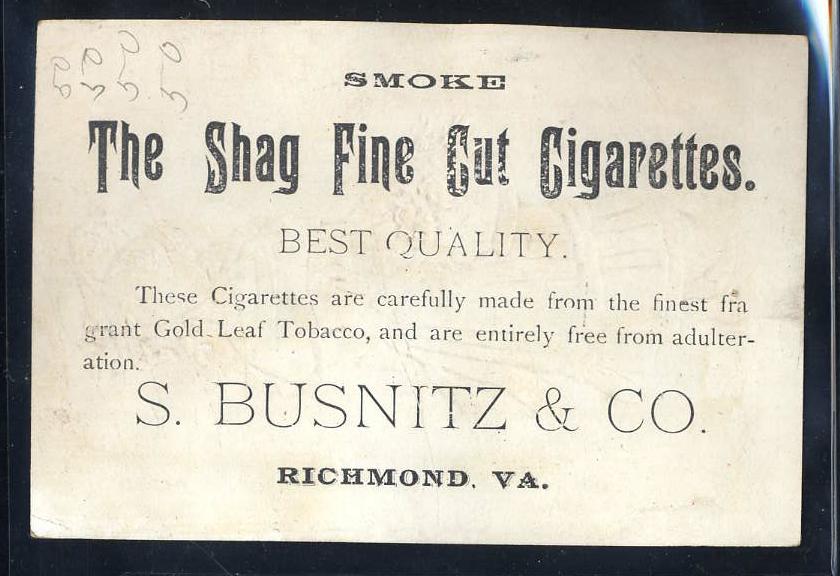 SMOKE
The Shag Fine Cut Cigarettes.
BEST QUALITY.
These Cigarettes are carefully made from the finest fra
grant Gold Leaf Tobacco, and are entirely free from adulter-
ation.
S. BUSNITZ & CO.
RICHMOND, VA.